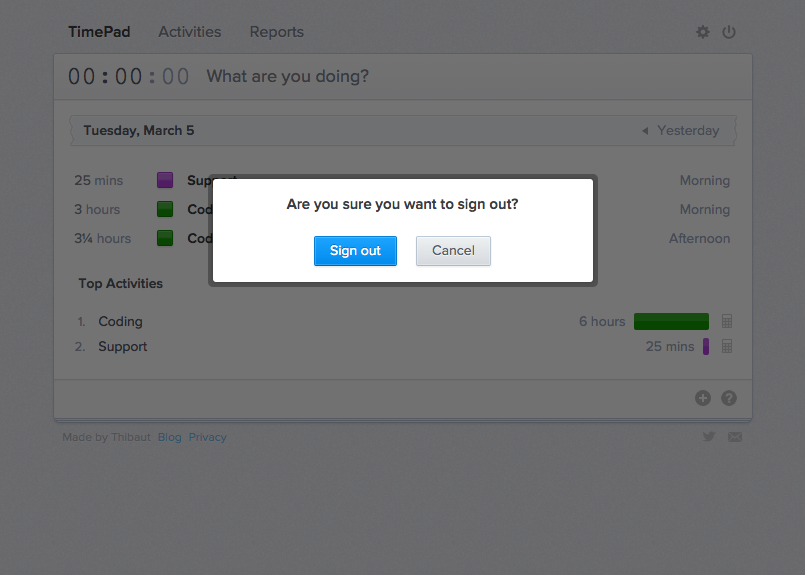 TimePad Activities Reports
00:00:00 What are you doing?
Tuesday, March 5 Yesterday
25 mins Support Morning
3 hours Cod Morning
3¼ hours Cod Afternoon
Are you sure you want to sign out?
Sign out Cancel
Top Activities
1. Coding 6 hours
2. Support 25 mins
Made by Thibaut Blog Privacy